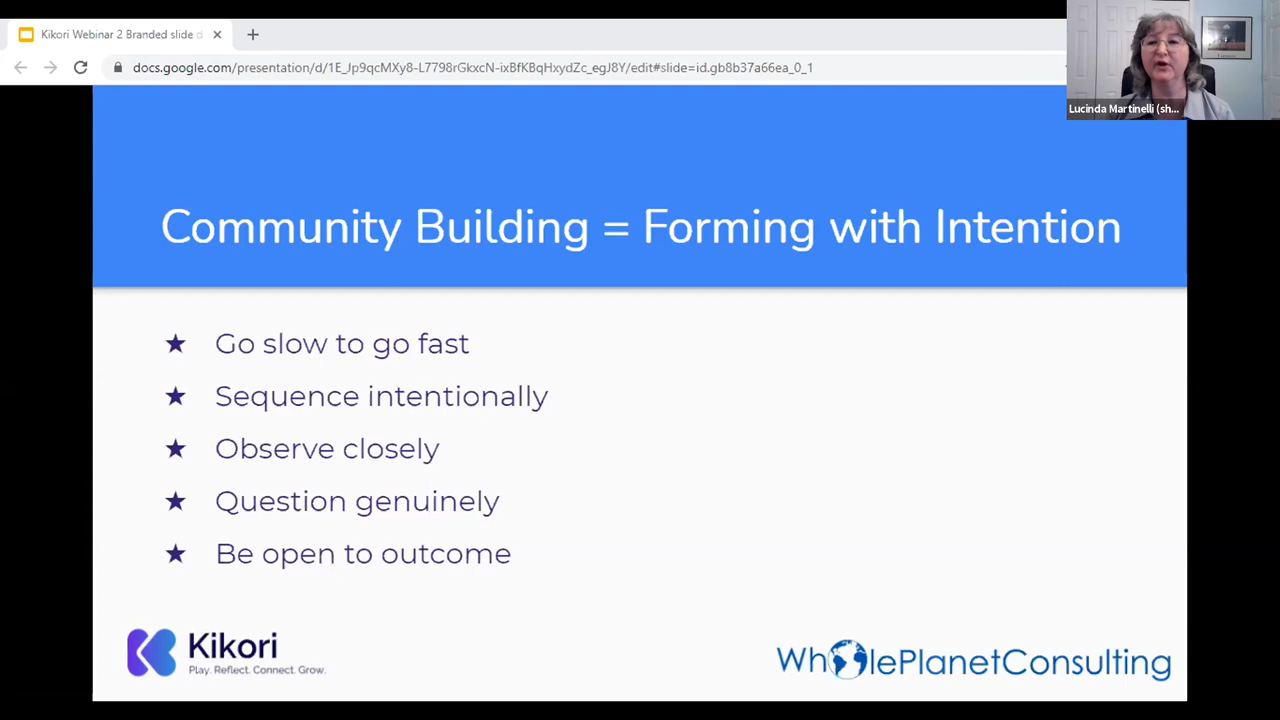 Kikori Webinar 2 Branded slide d
docs.google.com/presentation/d/1E_Jp9qcMXy8-L7798rGkxcN-ixBfKBqHxydZc_egJ8Y/edit#slide=id.gb8b37a66ea_0_1
Lucinda Martinelli (sh...
Community Building = Forming with Intention
★ Go slow to go fast
★ Sequence intentionally
★ Observe closely
★ Question genuinely
★ Be open to outcome
Kikori
Play. Reflect. Connect. Grow.
WholePlanetConsulting